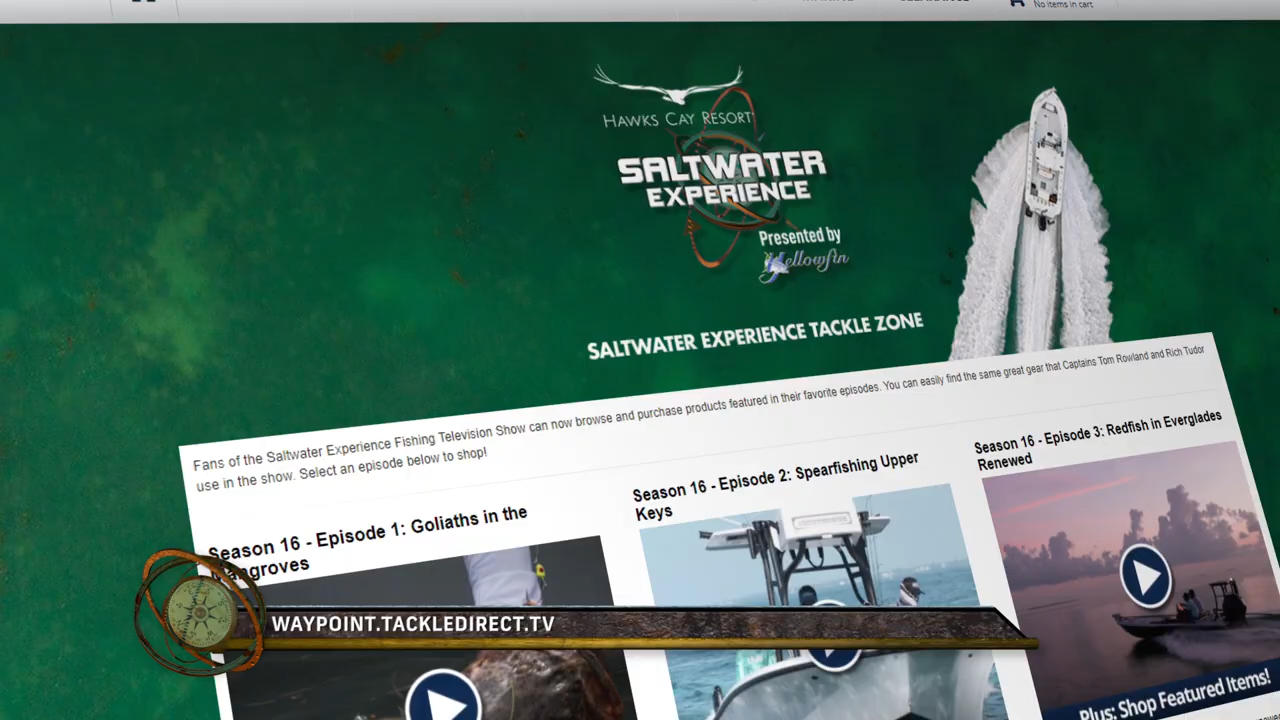 No items in cart
HAWKS CAY RESORT
SALTWATER
EXPERIENCE
Presented by
Yellowfin
SALTWATER EXPERIENCE TACKLE ZONE
Fans of the Saltwater Experience Fishing Television Show can now browse and purchase products featured in their favorite episodes. You can easily find the same great gear that Captains Tom Rowland and Rich Tudor
use in the show. Select an episode below to shop!
Season 16 - Episode 1: Goliaths in the
Mangroves
Season 16 - Episode 2: Spearfishing Upper
Keys
Season 16 - Episode 3: Redfish in Everglades
Renewed
WAYPOINT.TACKLEDIRECT.TV
Plus: Shop Featured Items!